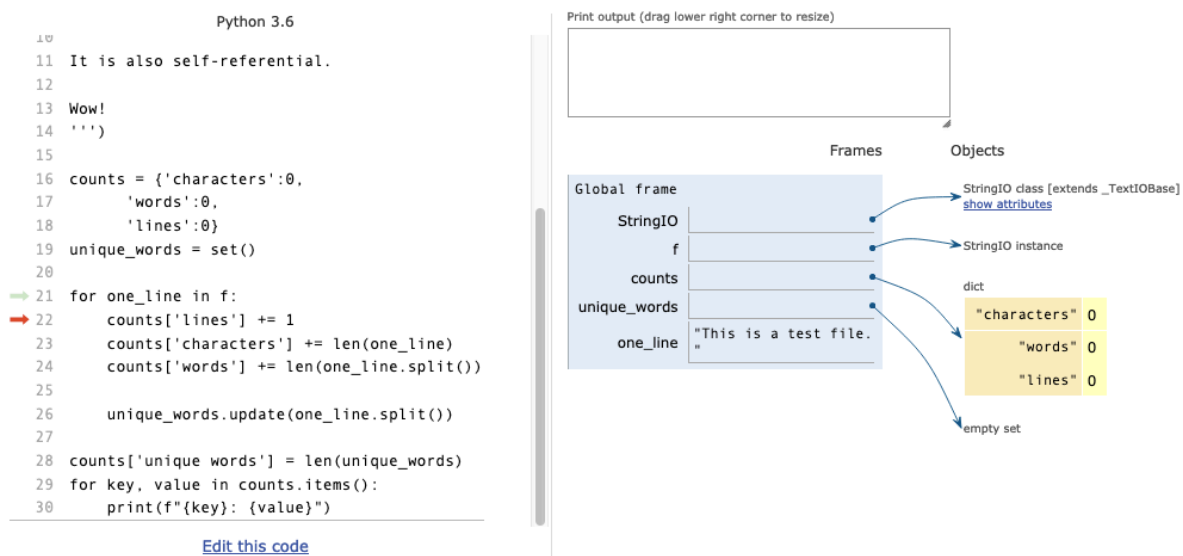 Python 3.6
10
11 It is also self-referential.
12
13 Wow!
14 ''')
15
16 counts = {'characters':0,
17 'words':0,
18 'lines':0}
19 unique_words = set()
20
21 for one_line in f:
22 counts['lines'] += 1
23 counts['characters'] += len(one_line)
24 counts['words'] += len(one_line.split())
25
26 unique_words.update(one_line.split())
27
28 counts['unique words'] = len(unique_words)
29 for key, value in counts.items():
30 print(f"{key}: {value}")
Edit this code
Print output (drag lower right corner to resize)
Frames
Objects
Global frame
StringIO
f
counts
unique_words
one_line "This is a test file.
"
StringIO class [extends _TextIOBase]
show attributes
StringIO instance
dict
"characters" 0
"words" 0
"lines" 0
empty set